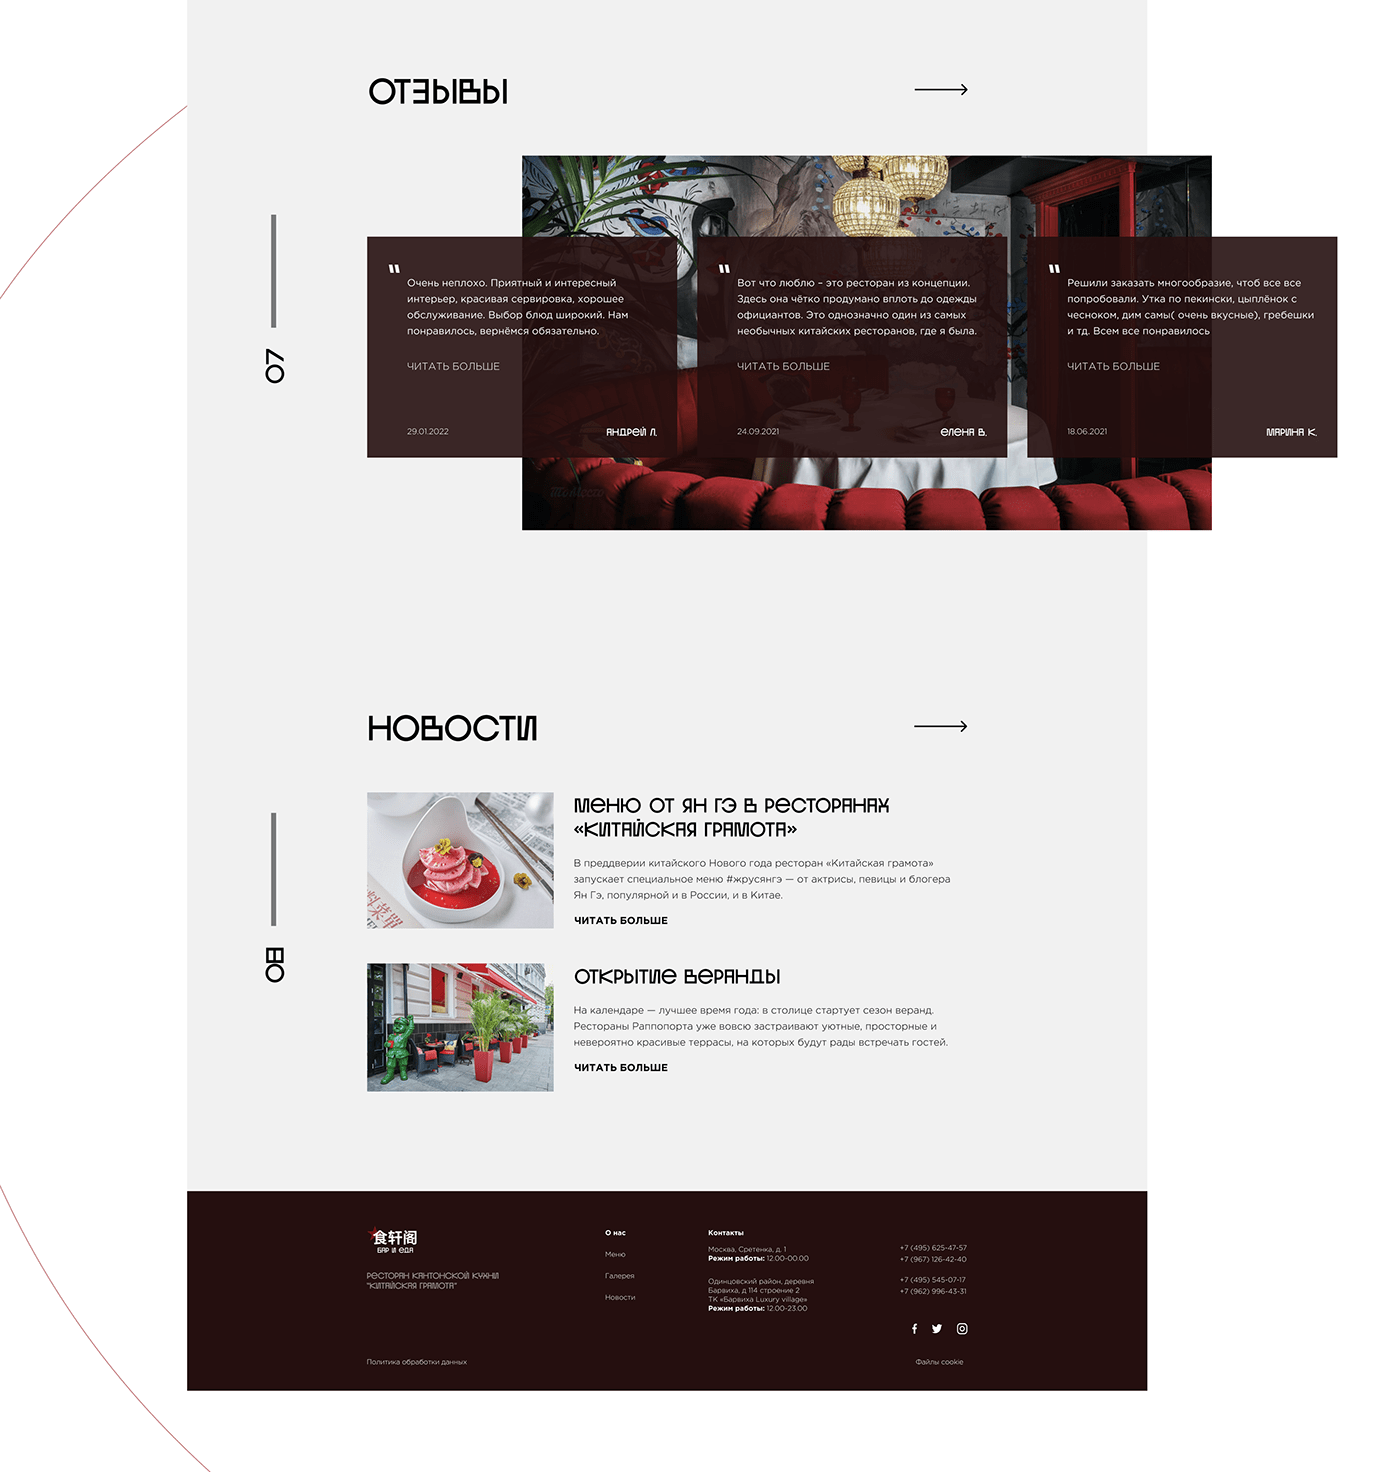 ОТЗЫВЫ
07
"
Очень неплохо. Приятный и интересный
интерьер, красивая сервировка, хорошее
обслуживание. Выбор блюд широкий. Нам
понравилось, вернёмся обязательно.
ЧИТАТЬ БОЛЬШЕ
29.01.2022
АНДРЕЙ Л.
"
Вот что люблю – это ресторан из концепции.
Здесь она чётко продумано вплоть до одежды
официантов. Это однозначно один из самых
необычных китайских ресторанов, где я была.
ЧИТАТЬ БОЛЬШЕ
24.09.2021
ЕЛЕНА В.
"
Решили заказать многообразие, чтоб все все
попробовали. Утка по пекински, цыплёнок с
чесноком, дим самы( очень вкусные), гребешки
и тд. Всем все понравилось
ЧИТАТЬ БОЛЬШЕ
18.06.2021
МАРИНА К.
НОВОСТИ
08
МЕНЮ ОТ ЯН ГЭ В РЕСТОРАНАХ
«КИТАЙСКАЯ ГРАМОТА»
В преддверии китайского Нового года ресторан «Китайская грамота»
запускает специальное меню #жрусянгэ — от актрисы, певицы и блогера
Ян Гэ, популярной и в России, и в Китае.
ЧИТАТЬ БОЛЬШЕ
ОТКРЫТИЕ ВЕРАНДЫ
На календаре — лучшее время года: в столице стартует сезон веранд.
Рестораны Раппопорта уже вовсю застраивают уютные, просторные и
невероятно красивые террасы, на которых будут рады встречать гостей.
ЧИТАТЬ БОЛЬШЕ
食轩阁
БАР И ЕДА
РЕСТОРАН КАНТОНСКОЙ КУХНИ
"КИТАЙСКАЯ ГРАМОТА"
О нас
Меню
Галерея
Новости
Контакты
Москва, Сретенка, д. 1
Режим работы: 12.00-00.00
Одинцовский район, деревня
Барвиха, д 114 строение 2
ТК «Барвиха Luxury village»
Режим работы: 12.00-23.00
+7 (495) 625-47-57
+7 (967) 126-42-40
+7 (495) 545-07-17
+7 (962) 996-43-31
Политика обработки данных
Файлы cookie